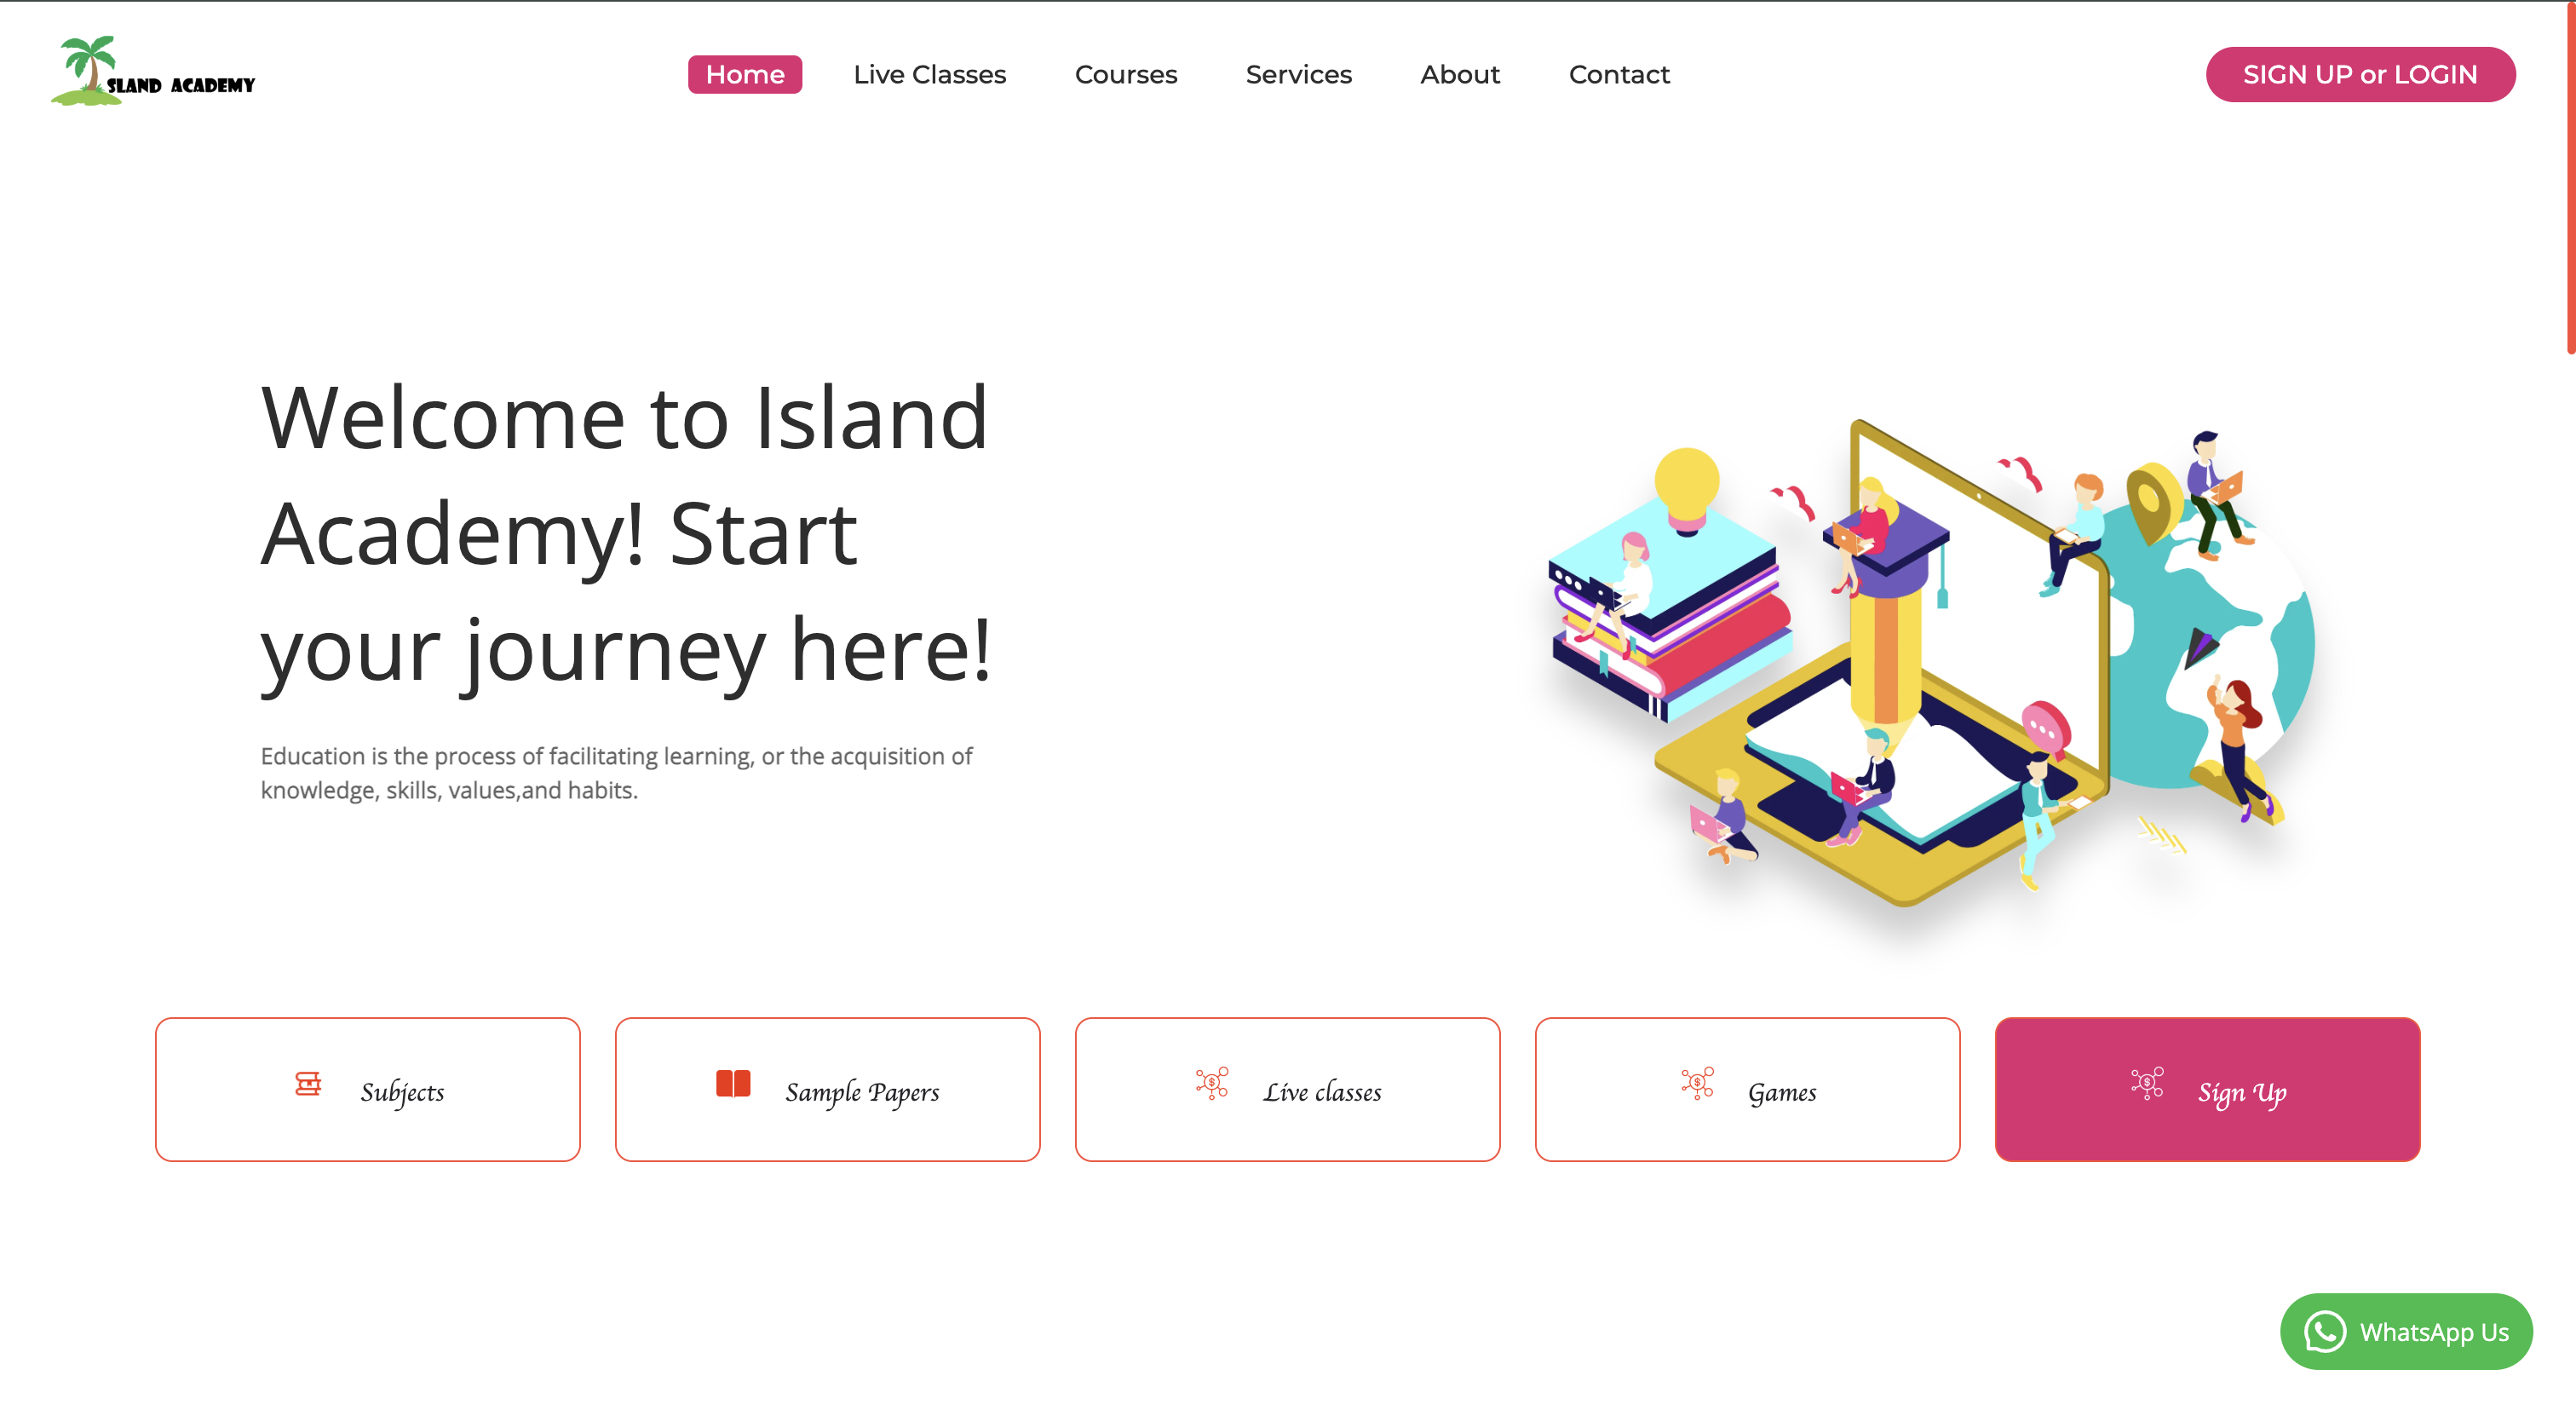 SLAND ACADEMY
Home Live Classes Courses Services About Contact
SIGN UP or LOGIN
Welcome to Island
Academy! Start
your journey here!
Education is the process of facilitating learning, or the acquisition of
knowledge, skills, values,and habits.
Subjects
Sample Papers
Live classes
Games
Sign Up
WhatsApp Us